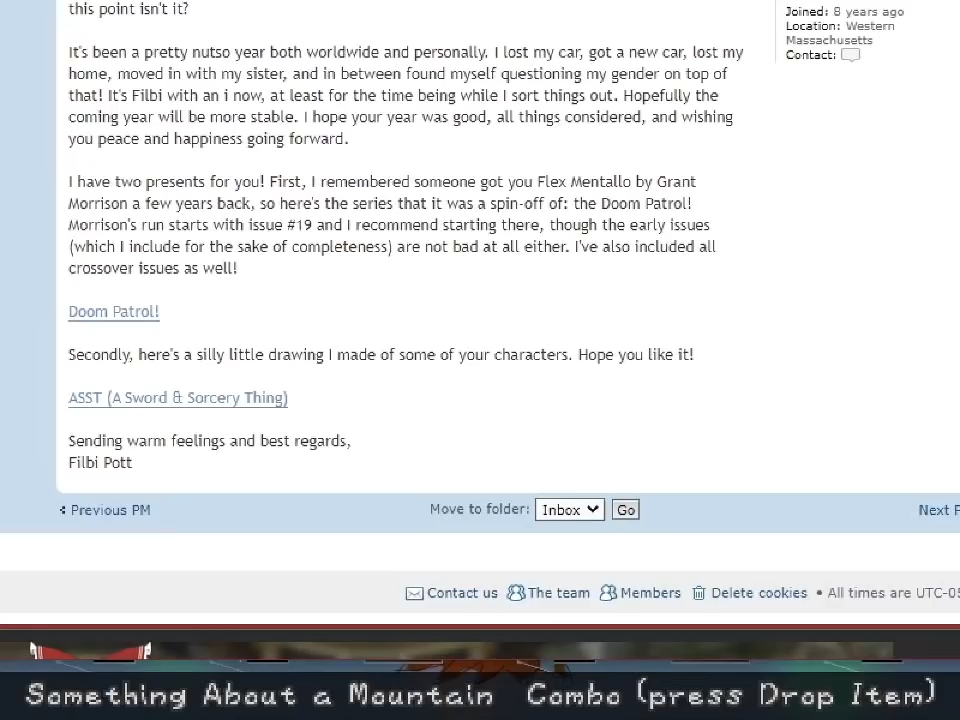 this point isn't it?
Joined: 8 years ago
Location: Western
Massachusetts
Contact:
It's been a pretty nutso year both worldwide and personally. I lost my car, got a new car, lost my
home, moved in with my sister, and in between found myself questioning my gender on top of
that! It's Filbi with an i now, at least for the time being while I sort things out. Hopefully the
coming year will be more stable. I hope your year was good, all things considered, and wishing
you peace and happiness going forward.
I have two presents for you! First, I remembered someone got you Flex Mentallo by Grant
Morrison a few years back, so here's the series that it was a spin-off of: the Doom Patrol!
Morrison's run starts with issue #19 and I recommend starting there, though the early issues
(which I include for the sake of completeness) are not bad at all either. I've also included all
crossover issues as well!
Doom Patrol!
Secondly, here's a silly little drawing I made of some of your characters. Hope you like it!
ASST (A Sword & Sorcery Thing)
Sending warm feelings and best regards,
Filbi Pott
Previous PM
Move to folder: Inbox Go
Next P
Contact us The team Members Delete cookies • All times are UTC-05
Something About a Mountain Combo (press Drop Item)